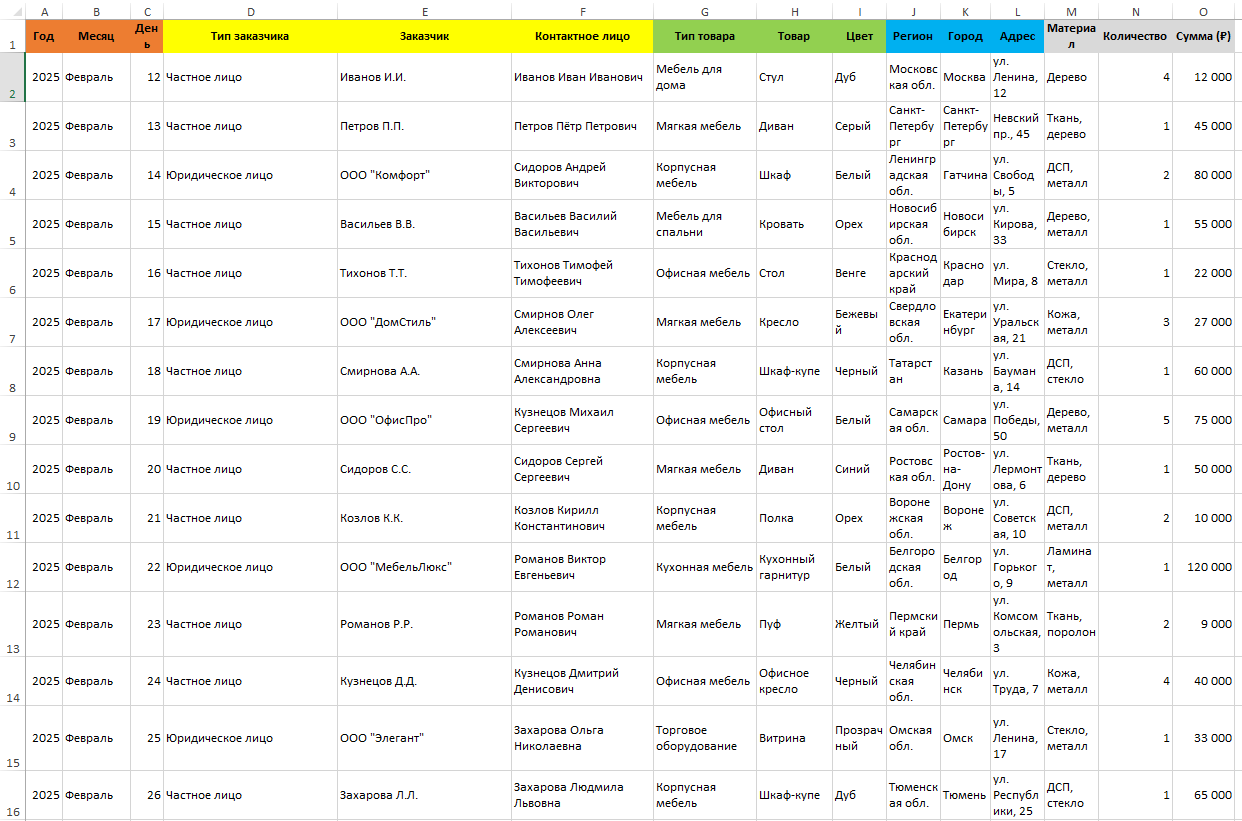 A B C D E F G H I J K L M N O
1 Год Месяц День Тип заказчика Заказчик Контактное лицо Тип товара Товар Цвет Регион Город Адрес Материал Количество Сумма (₽)
2 2025 Февраль 12 Частное лицо Иванов И.И. Иванов Иван Иванович Мебель для дома Стул Дуб Московская обл. Москва ул. Ленина, 12 Дерево 4 12 000
3 2025 Февраль 13 Частное лицо Петров П.П. Петров Пётр Петрович Мягкая мебель Диван Серый Санкт-Петербург Санкт-Петербург Невский пр., 45 Ткань, дерево 1 45 000
4 2025 Февраль 14 Юридическое лицо ООО "Комфорт" Сидоров Андрей Викторович Корпусная мебель Шкаф Белый Ленинградская обл. Гатчина ул. Свободы, 5 ДСП, металл 2 80 000
5 2025 Февраль 15 Частное лицо Васильев В.В. Васильев Василий Васильевич Мебель для спальни Кровать Орех Новосибирская обл. Новосибирск ул. Кирова, 33 Дерево, металл 1 55 000
6 2025 Февраль 16 Частное лицо Тихонов Т.Т. Тихонов Тимофей Тимофеевич Офисная мебель Стол Венге Краснодарский край Краснодар ул. Мира, 8 Стекло, металл 1 22 000
7 2025 Февраль 17 Юридическое лицо ООО "ДомСтиль" Смирнов Олег Алексеевич Мягкая мебель Кресло Бежевый Свердловская обл. Екатеринбург ул. Уральская, 21 Кожа, металл 3 27 000
8 2025 Февраль 18 Частное лицо Смирнова А.А. Смирнова Анна Александровна Корпусная мебель Шкаф-купе Черный Татарстан Казань ул. Баумана, 14 ДСП, стекло 1 60 000
9 2025 Февраль 19 Юридическое лицо ООО "ОфисПро" Кузнецов Михаил Сергеевич Офисная мебель Офисный стол Белый Самарская обл. Самара ул. Победы, 50 Дерево, металл 5 75 000
10 2025 Февраль 20 Частное лицо Сидоров С.С. Сидоров Сергей Сергеевич Мягкая мебель Диван Синий Ростовская обл. Ростов-на-Дону ул. Лермонтова, 6 Ткань, дерево 1 50 000
11 2025 Февраль 21 Частное лицо Козлов К.К. Козлов Кирилл Константинович Корпусная мебель Полка Орех Воронежская обл. Воронеж ул. Советская, 10 ДСП, металл 2 10 000
12 2025 Февраль 22 Юридическое лицо ООО "МебельЛюкс" Романов Виктор Евгеньевич Кухонная мебель Кухонный гарнитур Белый Белгородская обл. Белгород ул. Горького, 9 Ламинат, металл 1 120 000
13 2025 Февраль 23 Частное лицо Романов Р.Р. Романов Роман Романович Мягкая мебель Пуф Желтый Пермский край Пермь ул. Комсомольская, 3 Ткань, поролон 2 9 000
14 2025 Февраль 24 Частное лицо Кузнецов Д.Д. Кузнецов Дмитрий Денисович Офисная мебель Офисное кресло Черный Челябинская обл. Челябинск ул. Труда, 7 Кожа, металл 4 40 000
15 2025 Февраль 25 Юридическое лицо ООО "Элегант" Захарова Ольга Николаевна Торговое оборудование Витрина Прозрачный Омская обл. Омск ул. Ленина, 17 Стекло, металл 1 33 000
16 2025 Февраль 26 Частное лицо Захарова Л.Л. Захарова Людмила Львовна Корпусная мебель Шкаф-купе Дуб Тюменская обл. Тюмень ул. Республики, 25 ДСП, стекло 1 65 000